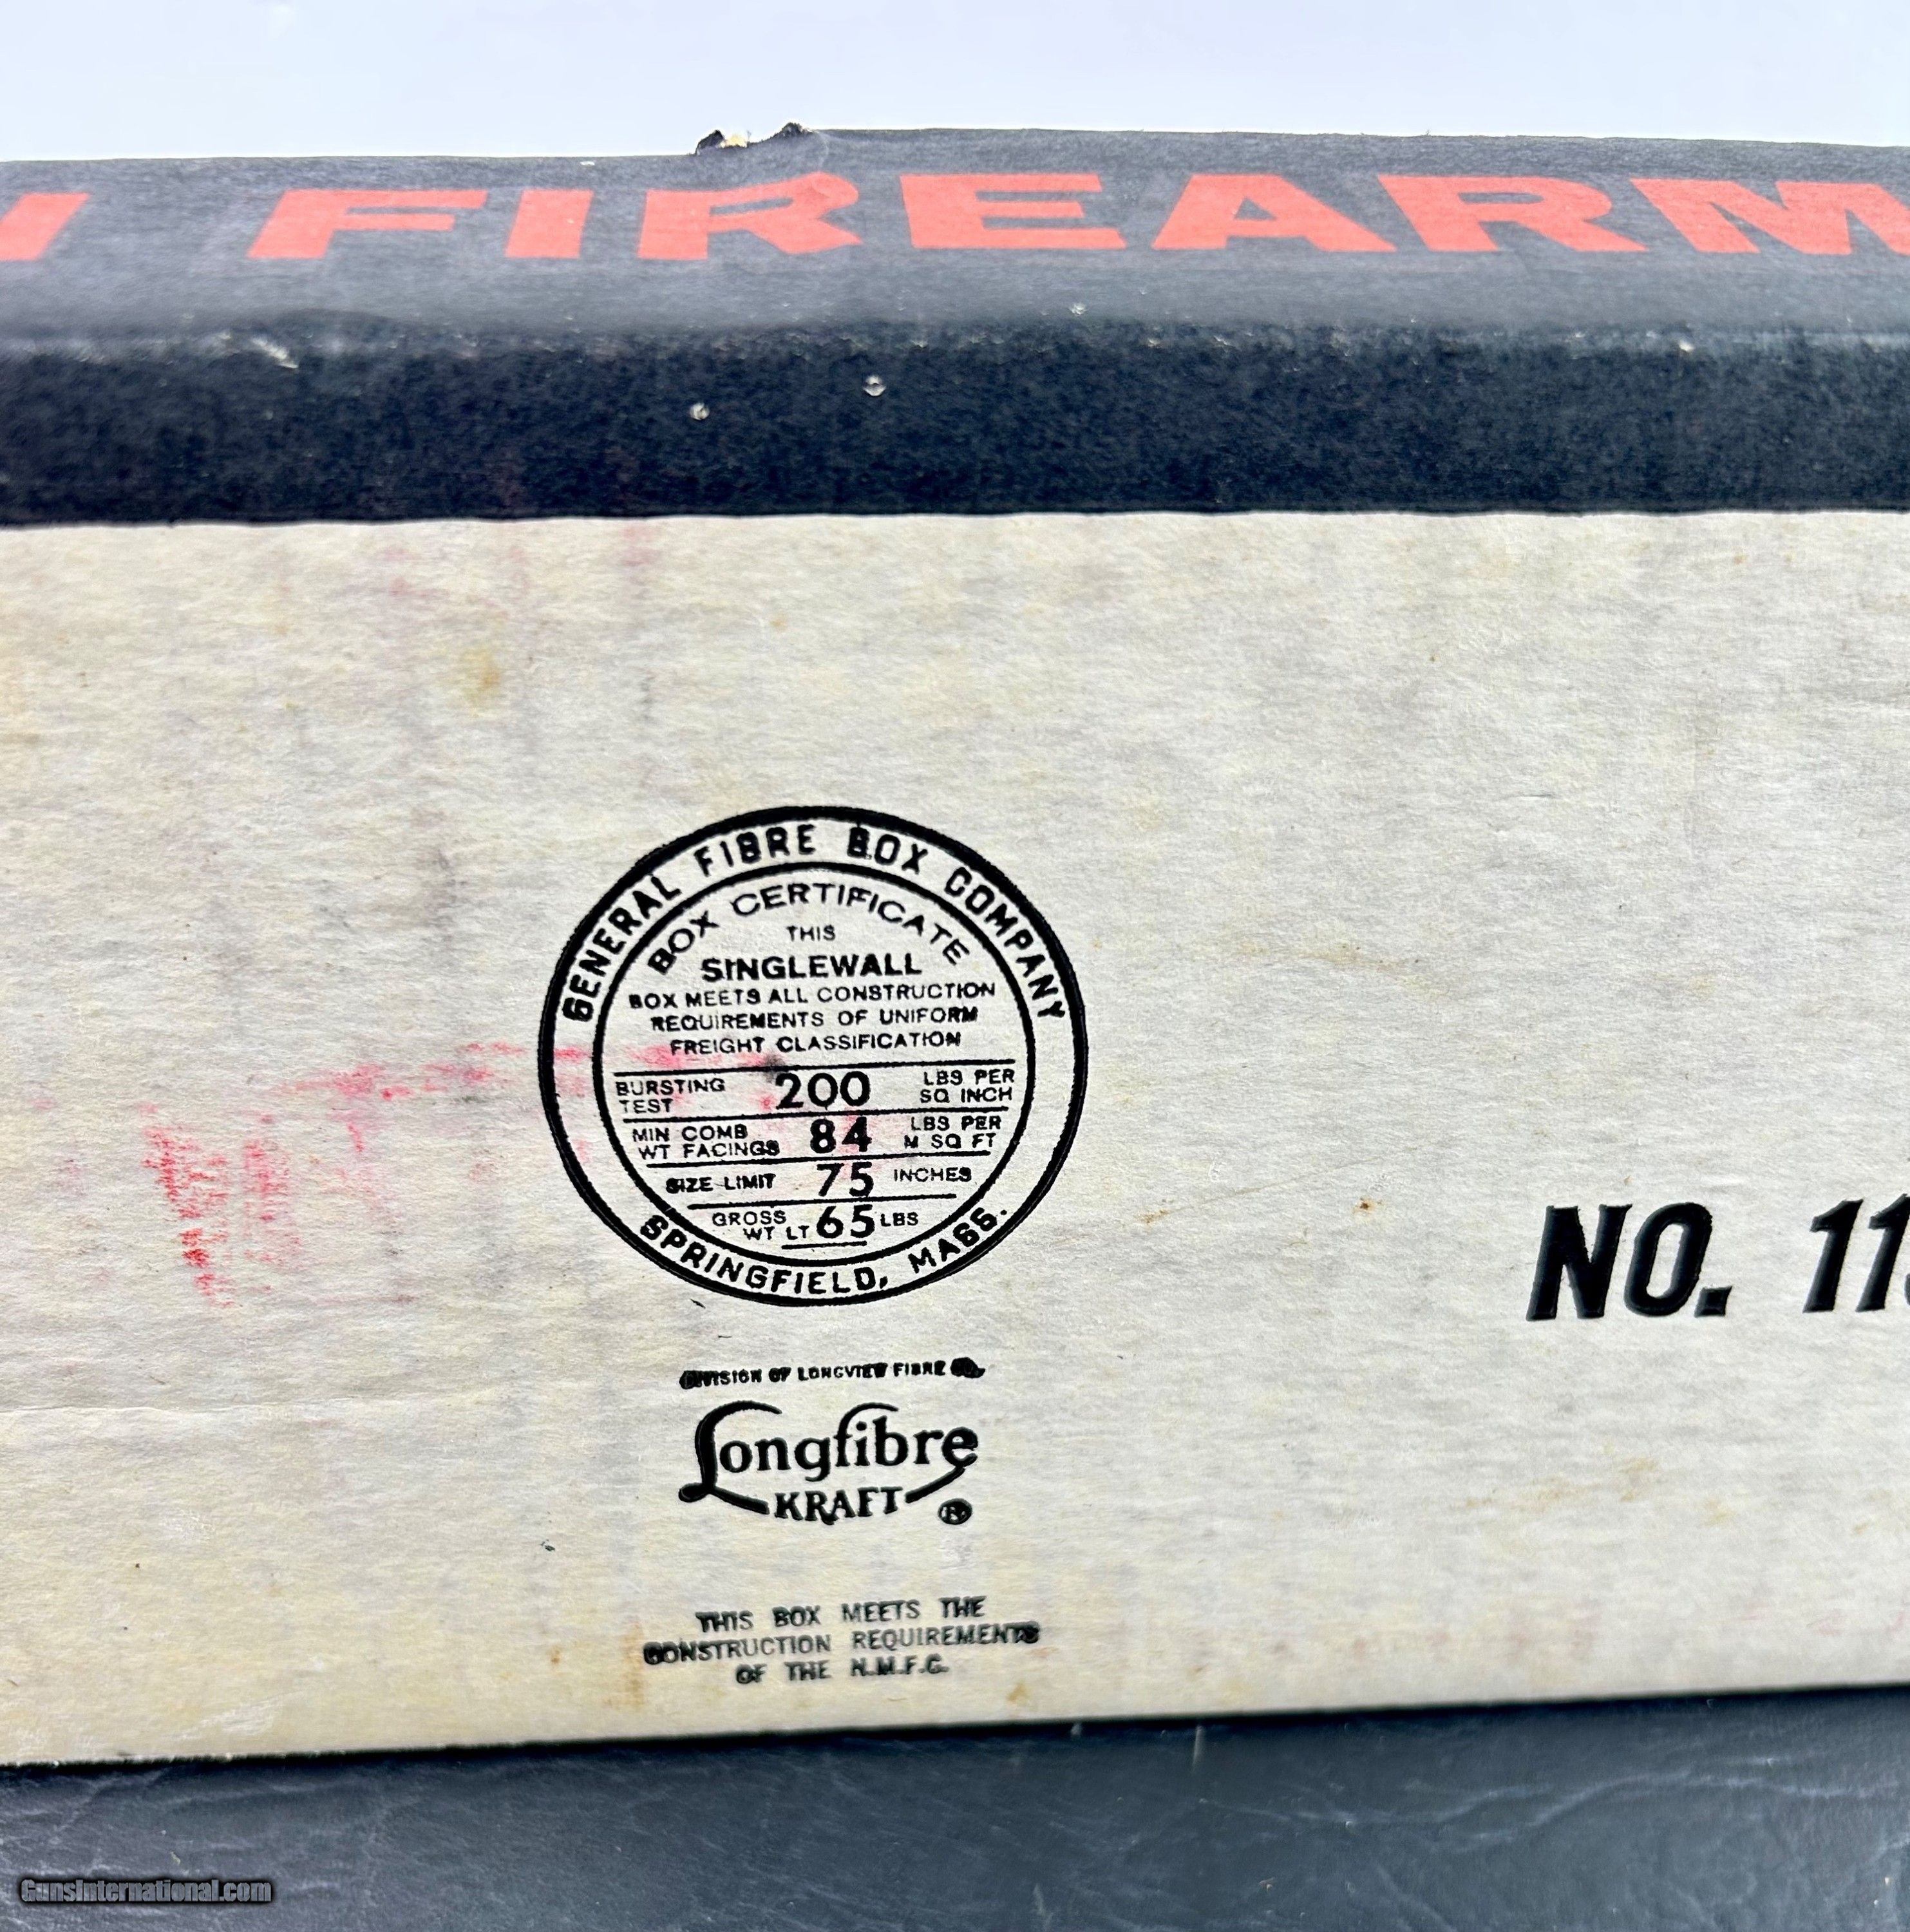 FIREARM
GENERAL FIBRE BOX COMPANY
BOX CERTIFICATE
THIS
SINGLEWALL
BOX MEETS ALL CONSTRUCTION
REQUIREMENTS OF UNIFORM
FREIGHT CLASSIFICATION
BURSTING TEST 200 LBS PER SQ INCH
MIN COMB WT FACINGS 84 LBS PER M SQ FT
SIZE LIMIT 75 INCHES
GROSS WT LT 65 LBS
SPRINGFIELD, MASS.
NO. 11
DIVISION OF LONGVIEW FIBRE CO.
Longfibre
KRAFT ®
THIS BOX MEETS THE
CONSTRUCTION REQUIREMENTS
OF THE N.M.F.C.
GunsInternational.com